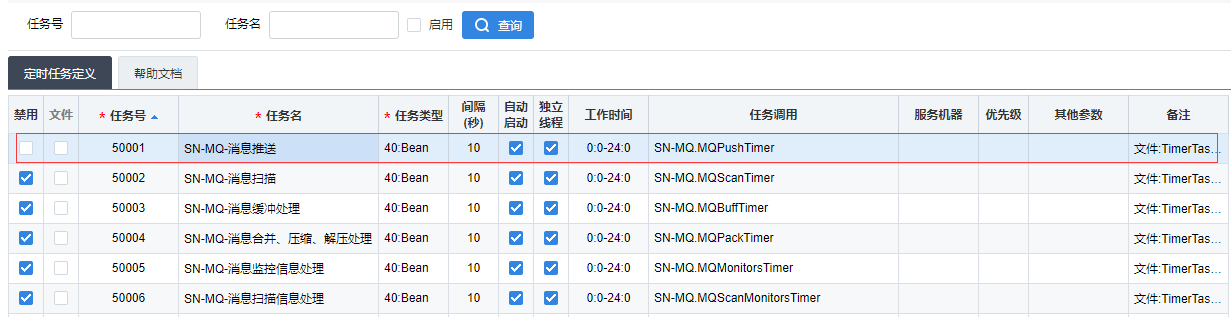 任务号 任务名 启用 查询
定时任务定义 帮助文档
禁用 文件 * 任务号 * 任务名 * 任务类型 间隔(秒) 自动启动 独立线程 工作时间 任务调用 服务机器 优先级 其他参数 备注
50001 SN-MQ-消息推送 40:Bean 10 0:0-24:0 SN-MQ.MQPushTimer 文件:TimerTas...
50002 SN-MQ-消息扫描 40:Bean 10 0:0-24:0 SN-MQ.MQScanTimer 文件:TimerTas...
50003 SN-MQ-消息缓冲处理 40:Bean 10 0:0-24:0 SN-MQ.MQBuffTimer 文件:TimerTas...
50004 SN-MQ-消息合并、压缩、解压处理 40:Bean 10 0:0-24:0 SN-MQ.MQPackTimer 文件:TimerTas...
50005 SN-MQ-消息监控信息处理 40:Bean 10 0:0-24:0 SN-MQ.MQMonitorsTimer 文件:TimerTas...
50006 SN-MQ-消息扫描信息处理 40:Bean 10 0:0-24:0 SN-MQ.MQScanMonitorsTimer 文件:TimerTas...